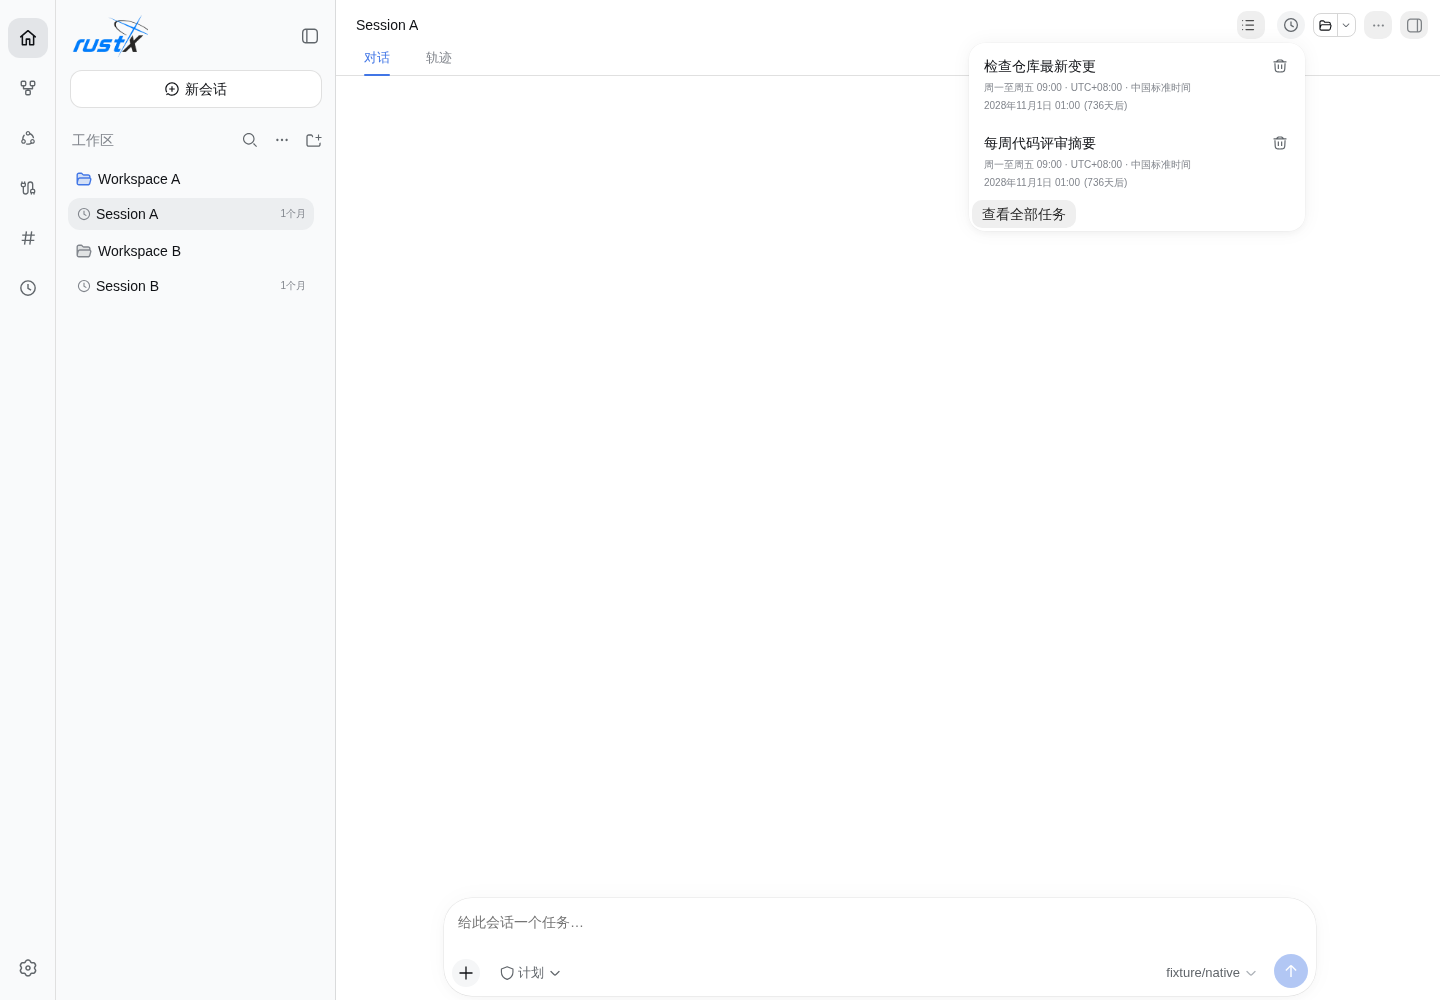 rustX
新会话
工作区
Workspace A
Session A 1个月
Workspace B
Session B 1个月
Session A
对话 轨迹
检查仓库最新变更
周一至周五 09:00 · UTC+08:00 · 中国标准时间
2028年11月1日 01:00 (736天后)
每周代码评审摘要
周一至周五 09:00 · UTC+08:00 · 中国标准时间
2028年11月1日 01:00 (736天后)
查看全部任务
给此会话一个任务…
计划 fixture/native